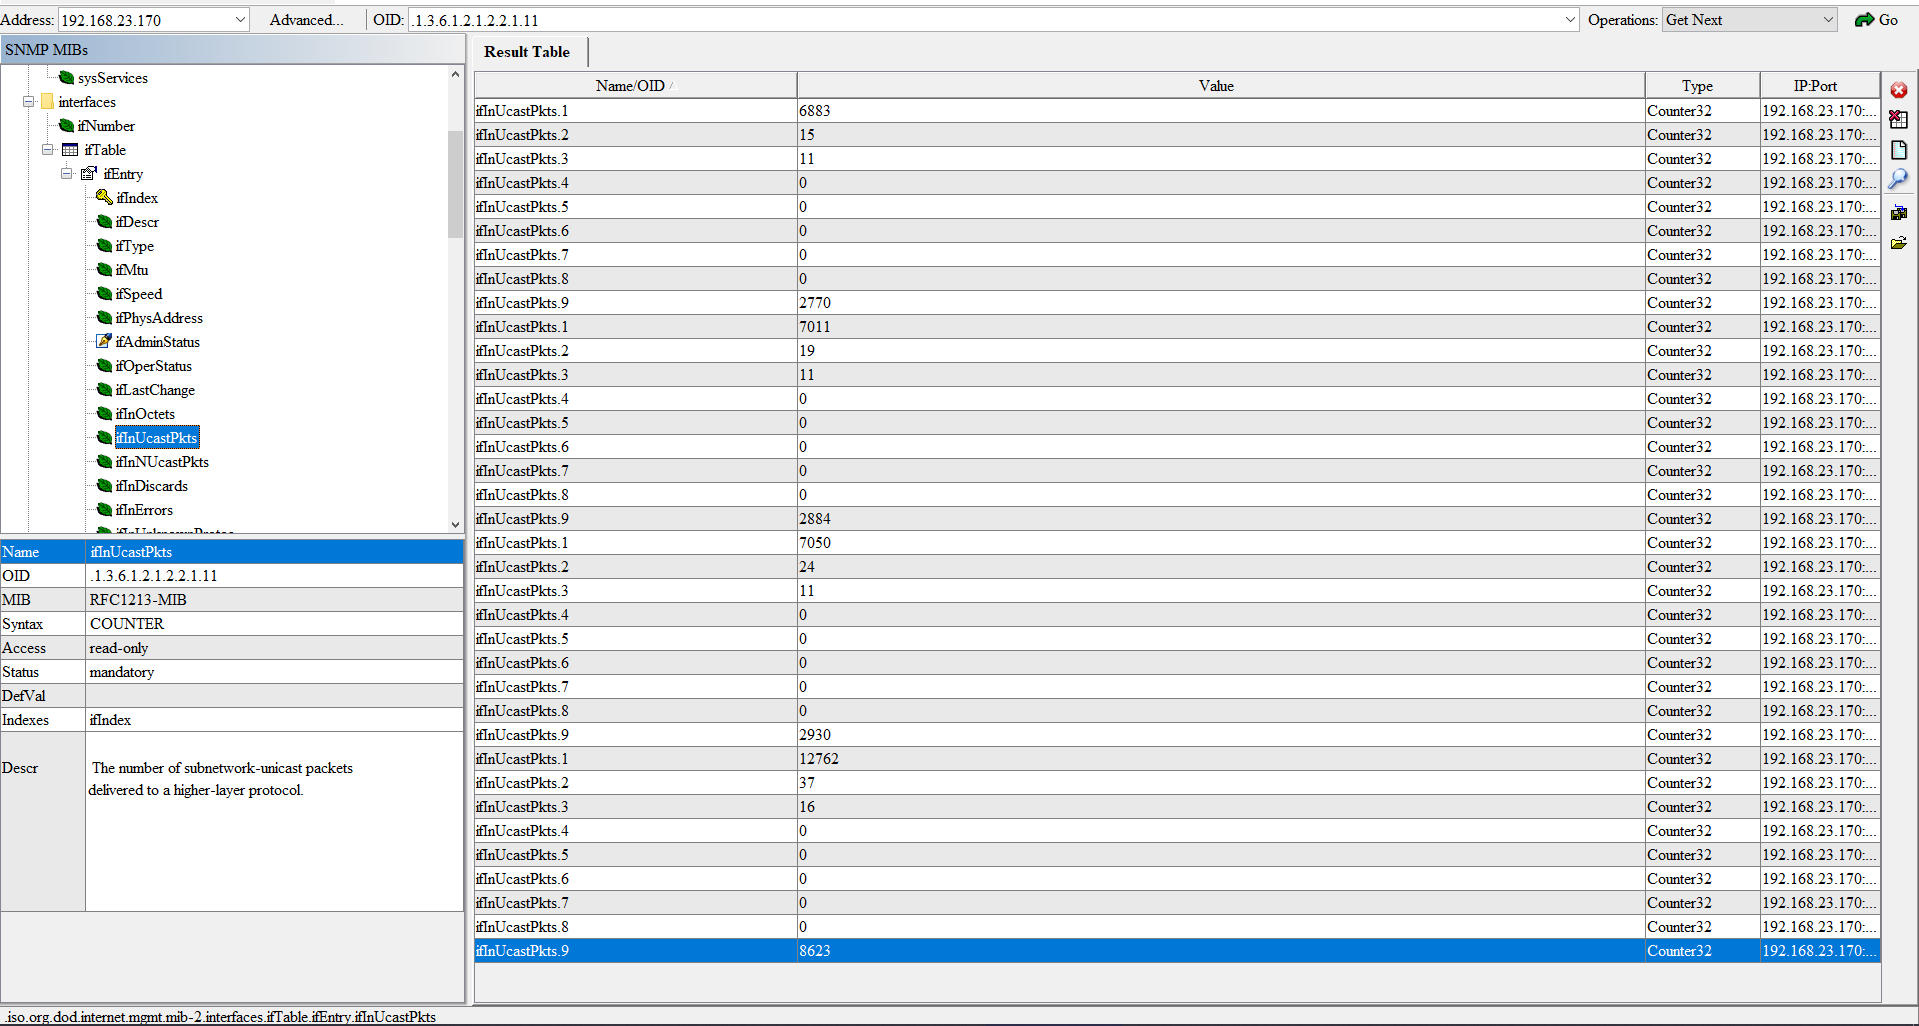 Address: 192.168.23.170 Advanced... OID: .1.3.6.1.2.1.2.2.1.11 Operations: Get Next Go
SNMP MIBs
sysServices
interfaces
ifNumber
ifTable
ifEntry
ifIndex
ifDescr
ifType
ifMtu
ifSpeed
ifPhysAddress
ifAdminStatus
ifOperStatus
ifLastChange
ifInOctets
ifInUcastPkts
ifInNUcastPkts
ifInDiscards
ifInErrors
ifInUnknownProtos
Name ifInUcastPkts
OID .1.3.6.1.2.1.2.2.1.11
MIB RFC1213-MIB
Syntax COUNTER
Access read-only
Status mandatory
DefVal
Indexes ifIndex
Descr The number of subnetwork-unicast packets
delivered to a higher-layer protocol.
Result Table
Name/OID Value Type IP:Port
ifInUcastPkts.1 6883 Counter32 192.168.23.170:...
ifInUcastPkts.2 15 Counter32 192.168.23.170:...
ifInUcastPkts.3 11 Counter32 192.168.23.170:...
ifInUcastPkts.4 0 Counter32 192.168.23.170:...
ifInUcastPkts.5 0 Counter32 192.168.23.170:...
ifInUcastPkts.6 0 Counter32 192.168.23.170:...
ifInUcastPkts.7 0 Counter32 192.168.23.170:...
ifInUcastPkts.8 0 Counter32 192.168.23.170:...
ifInUcastPkts.9 2770 Counter32 192.168.23.170:...
ifInUcastPkts.1 7011 Counter32 192.168.23.170:...
ifInUcastPkts.2 19 Counter32 192.168.23.170:...
ifInUcastPkts.3 11 Counter32 192.168.23.170:...
ifInUcastPkts.4 0 Counter32 192.168.23.170:...
ifInUcastPkts.5 0 Counter32 192.168.23.170:...
ifInUcastPkts.6 0 Counter32 192.168.23.170:...
ifInUcastPkts.7 0 Counter32 192.168.23.170:...
ifInUcastPkts.8 0 Counter32 192.168.23.170:...
ifInUcastPkts.9 2884 Counter32 192.168.23.170:...
ifInUcastPkts.1 7050 Counter32 192.168.23.170:...
ifInUcastPkts.2 24 Counter32 192.168.23.170:...
ifInUcastPkts.3 11 Counter32 192.168.23.170:...
ifInUcastPkts.4 0 Counter32 192.168.23.170:...
ifInUcastPkts.5 0 Counter32 192.168.23.170:...
ifInUcastPkts.6 0 Counter32 192.168.23.170:...
ifInUcastPkts.7 0 Counter32 192.168.23.170:...
ifInUcastPkts.8 0 Counter32 192.168.23.170:...
ifInUcastPkts.9 2930 Counter32 192.168.23.170:...
ifInUcastPkts.1 12762 Counter32 192.168.23.170:...
ifInUcastPkts.2 37 Counter32 192.168.23.170:...
ifInUcastPkts.3 16 Counter32 192.168.23.170:...
ifInUcastPkts.4 0 Counter32 192.168.23.170:...
ifInUcastPkts.5 0 Counter32 192.168.23.170:...
ifInUcastPkts.6 0 Counter32 192.168.23.170:...
ifInUcastPkts.7 0 Counter32 192.168.23.170:...
ifInUcastPkts.8 0 Counter32 192.168.23.170:...
ifInUcastPkts.9 8623 Counter32 192.168.23.170:...
.iso.org.dod.internet.mgmt.mib-2.interfaces.ifTable.ifEntry.ifInUcastPkts